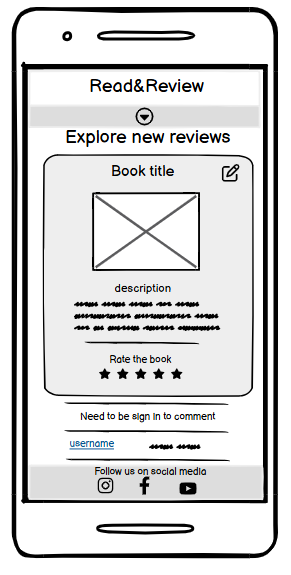 Read&Review
Explore new reviews
Book title
description
Rate the book
Need to be sign in to comment
username
Follow us on social media